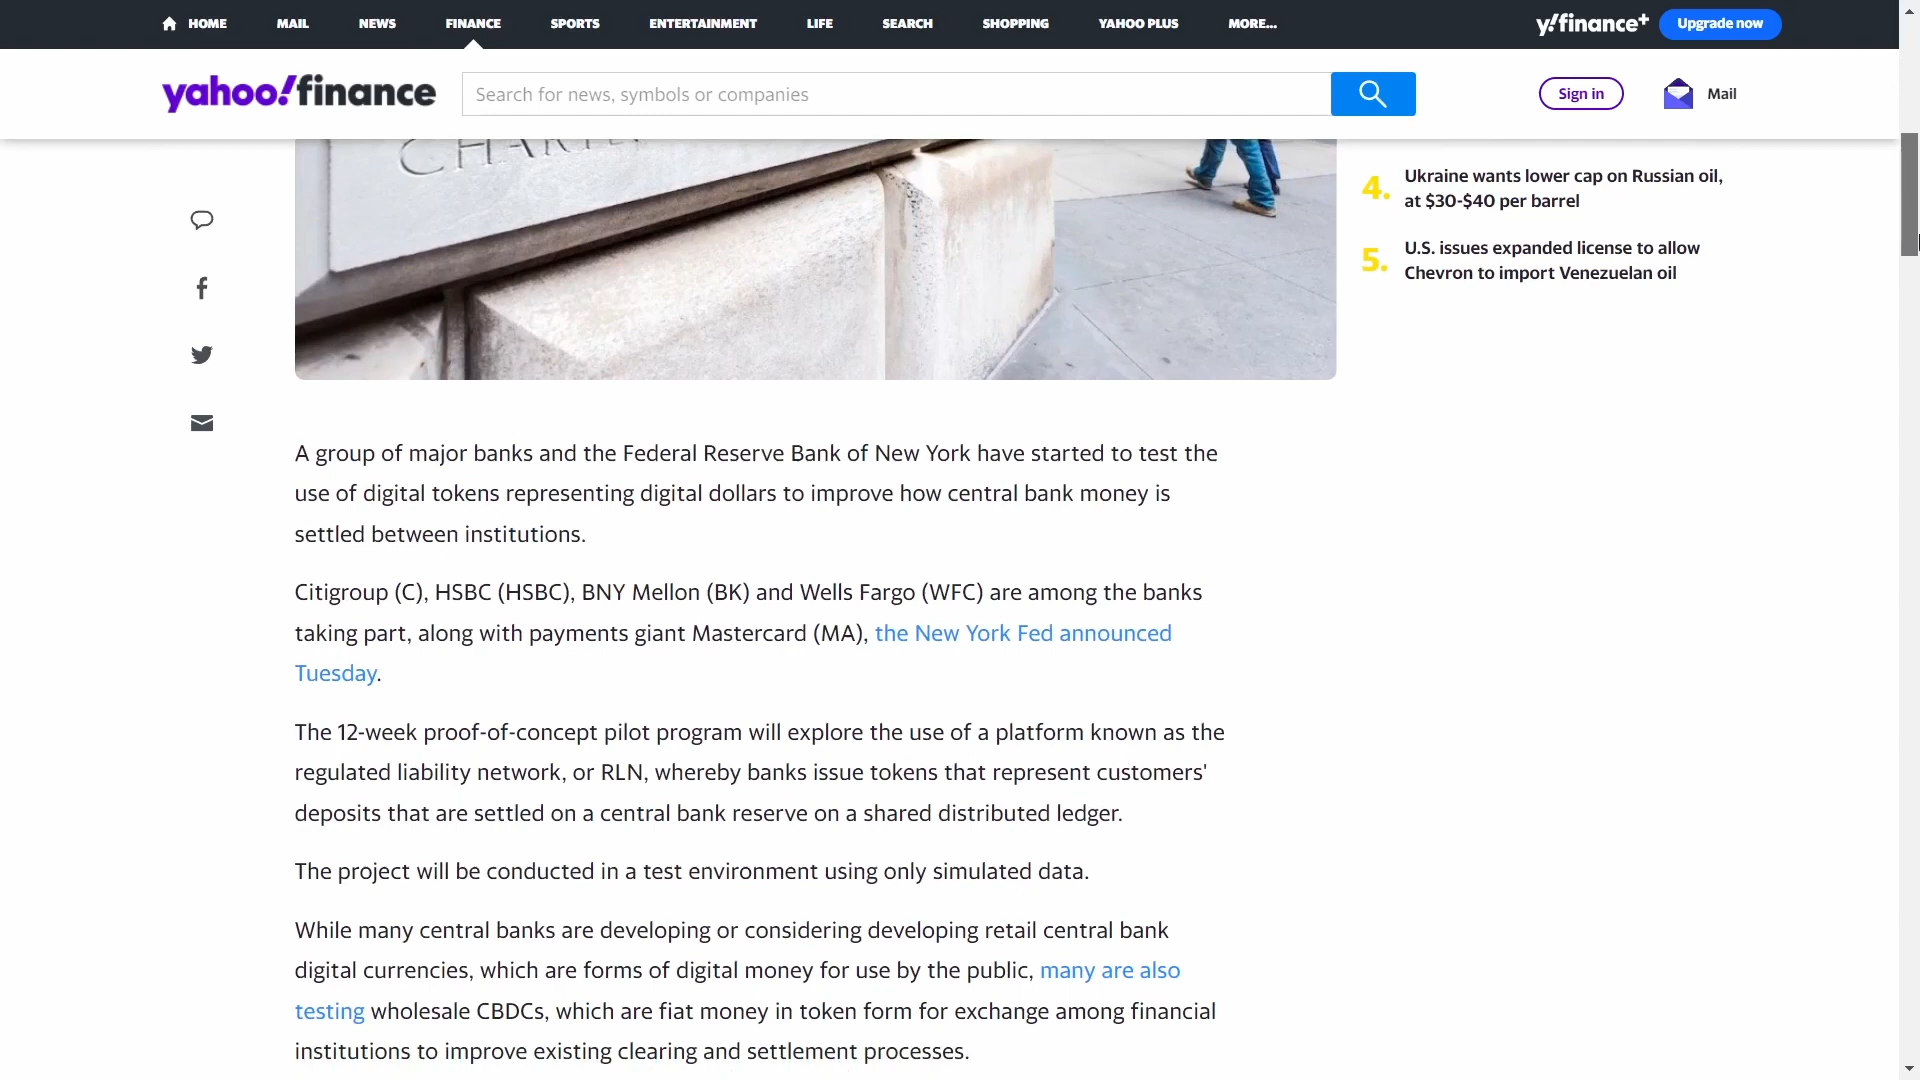 HOME MAIL NEWS FINANCE SPORTS ENTERTAINMENT LIFE SEARCH SHOPPING YAHOO PLUS MORE... y!finance+ Upgrade now
yahoo!finance Search for news, symbols or companies Sign in Mail
4. Ukraine wants lower cap on Russian oil,
at $30-$40 per barrel
5. U.S. issues expanded license to allow
Chevron to import Venezuelan oil
A group of major banks and the Federal Reserve Bank of New York have started to test the
use of digital tokens representing digital dollars to improve how central bank money is
settled between institutions.
Citigroup (C), HSBC (HSBC), BNY Mellon (BK) and Wells Fargo (WFC) are among the banks
taking part, along with payments giant Mastercard (MA), the New York Fed announced
Tuesday.
The 12-week proof-of-concept pilot program will explore the use of a platform known as the
regulated liability network, or RLN, whereby banks issue tokens that represent customers'
deposits that are settled on a central bank reserve on a shared distributed ledger.
The project will be conducted in a test environment using only simulated data.
While many central banks are developing or considering developing retail central bank
digital currencies, which are forms of digital money for use by the public, many are also
testing wholesale CBDCs, which are fiat money in token form for exchange among financial
institutions to improve existing clearing and settlement processes.